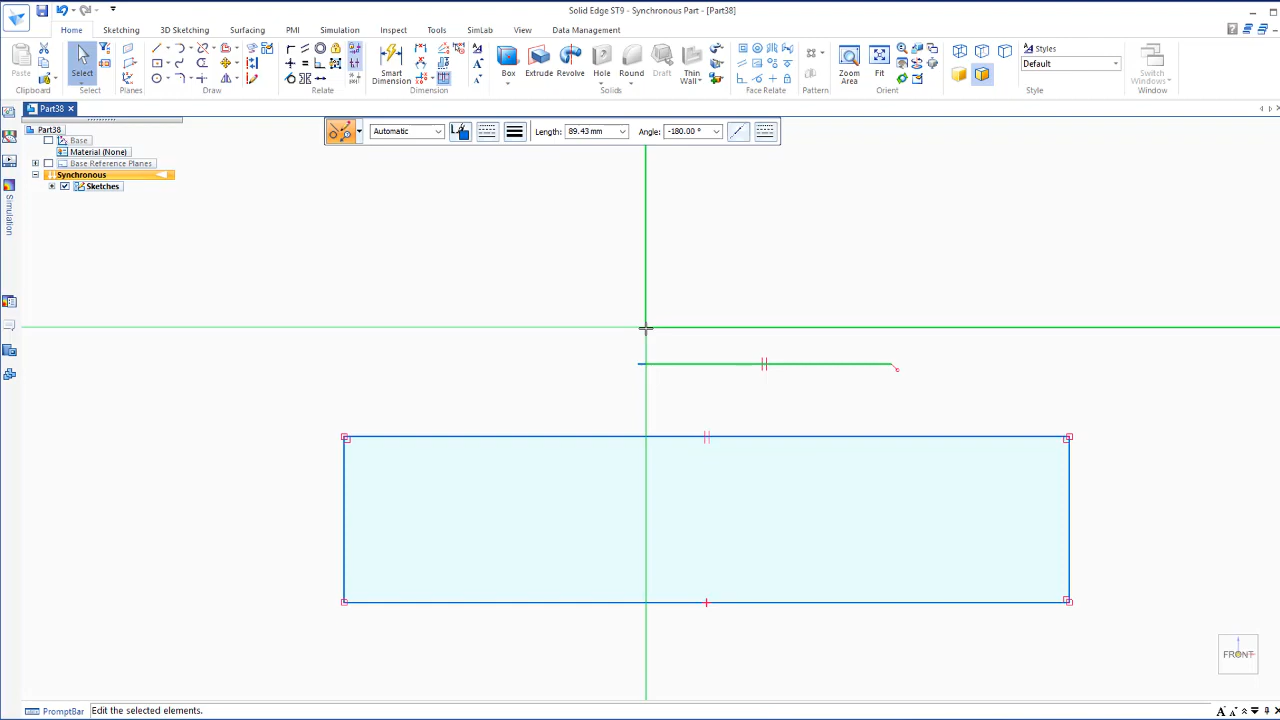 Solid Edge ST9 - Synchronous Part - [Part38]
Home Sketching 3D Sketching Surfacing PMI Simulation Inspect Tools SimLab View Data Management
Paste Select Smart Dimension Box Extrude Revolve Hole Round Draft Thin Wall Zoom Area Fit Styles Default Switch Windows
Clipboard Select Planes Draw Relate Dimension Solids Face Relate Pattern Orient Style Window
Part38
Part38
Base
Material (None)
Base Reference Planes
Synchronous
Sketches
Automatic Length: 89.43 mm Angle: -180.00 °
Simulation
FRONT
PromptBar Edit the selected elements.